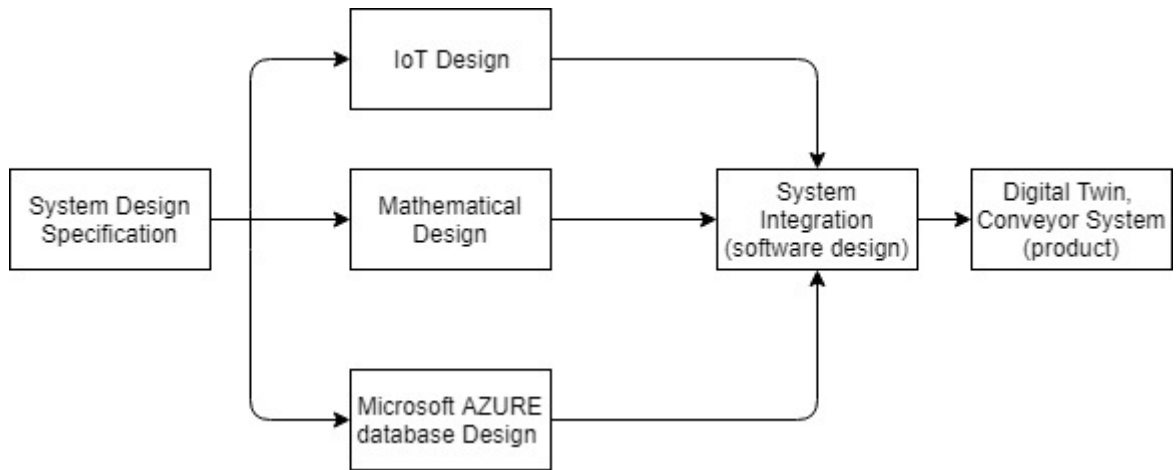 IoT Design
System Design
Specification
Mathematical
Design
System
Integration
(software design)
Digital Twin,
Conveyor System
(product)
Microsoft AZURE
database Design